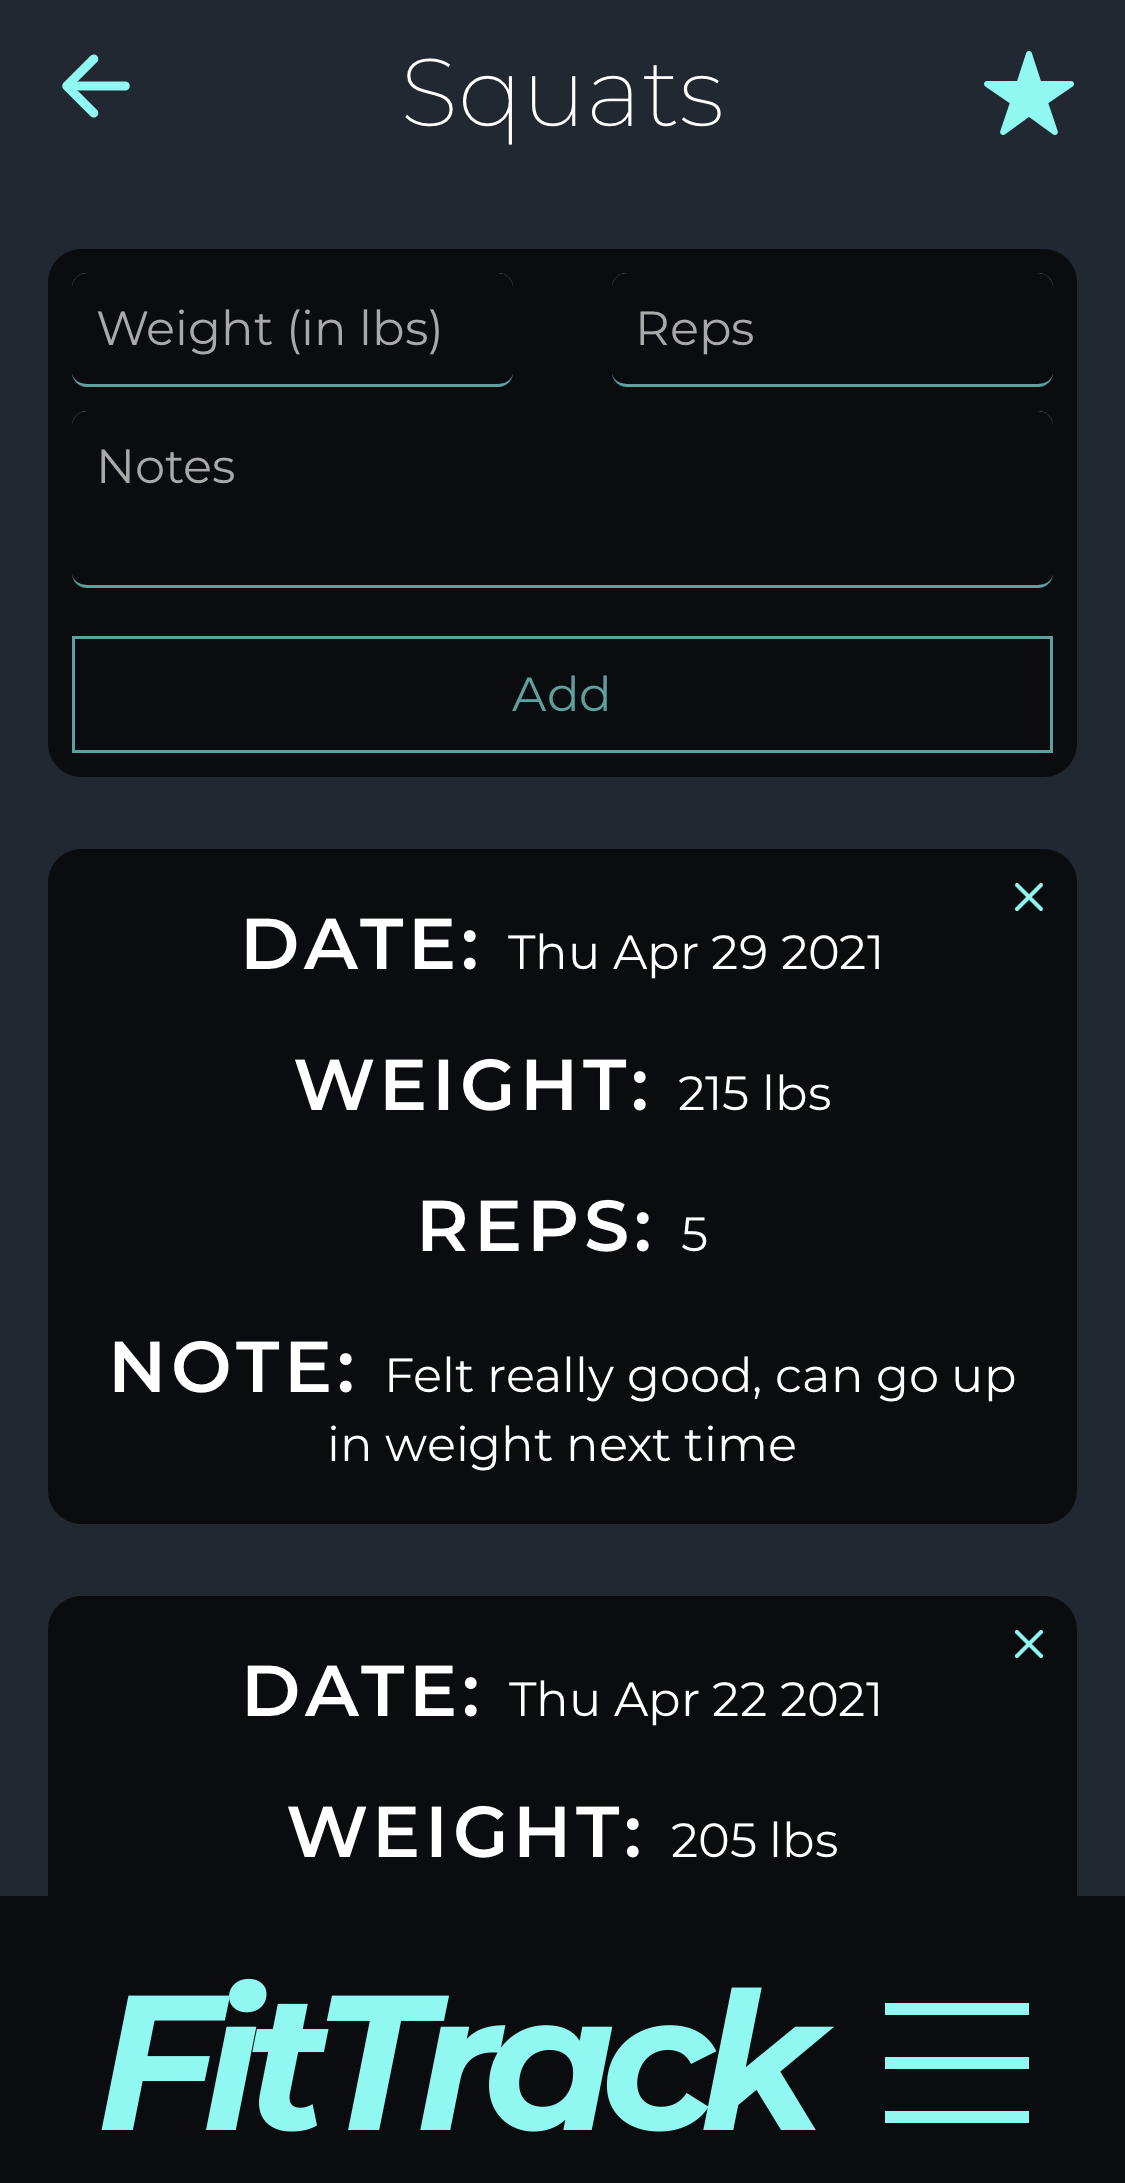 Squats
Weight (in lbs)
Reps
Notes
Add
DATE: Thu Apr 29 2021
WEIGHT: 215 lbs
REPS: 5
NOTE: Felt really good, can go up
in weight next time
DATE: Thu Apr 22 2021
WEIGHT: 205 lbs
FitTrack